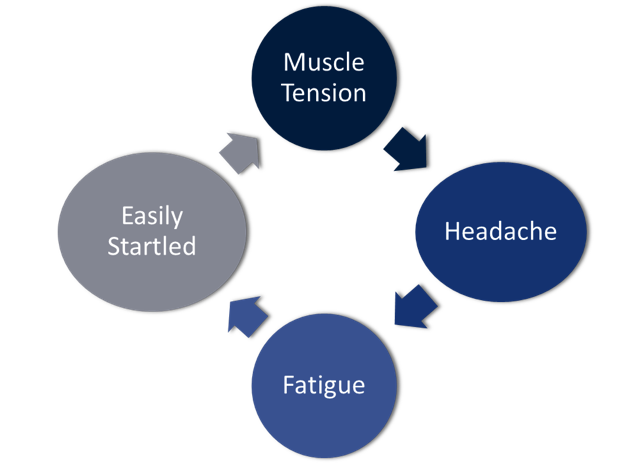 Muscle
Tension
Headache
Fatigue
Easily
Startled